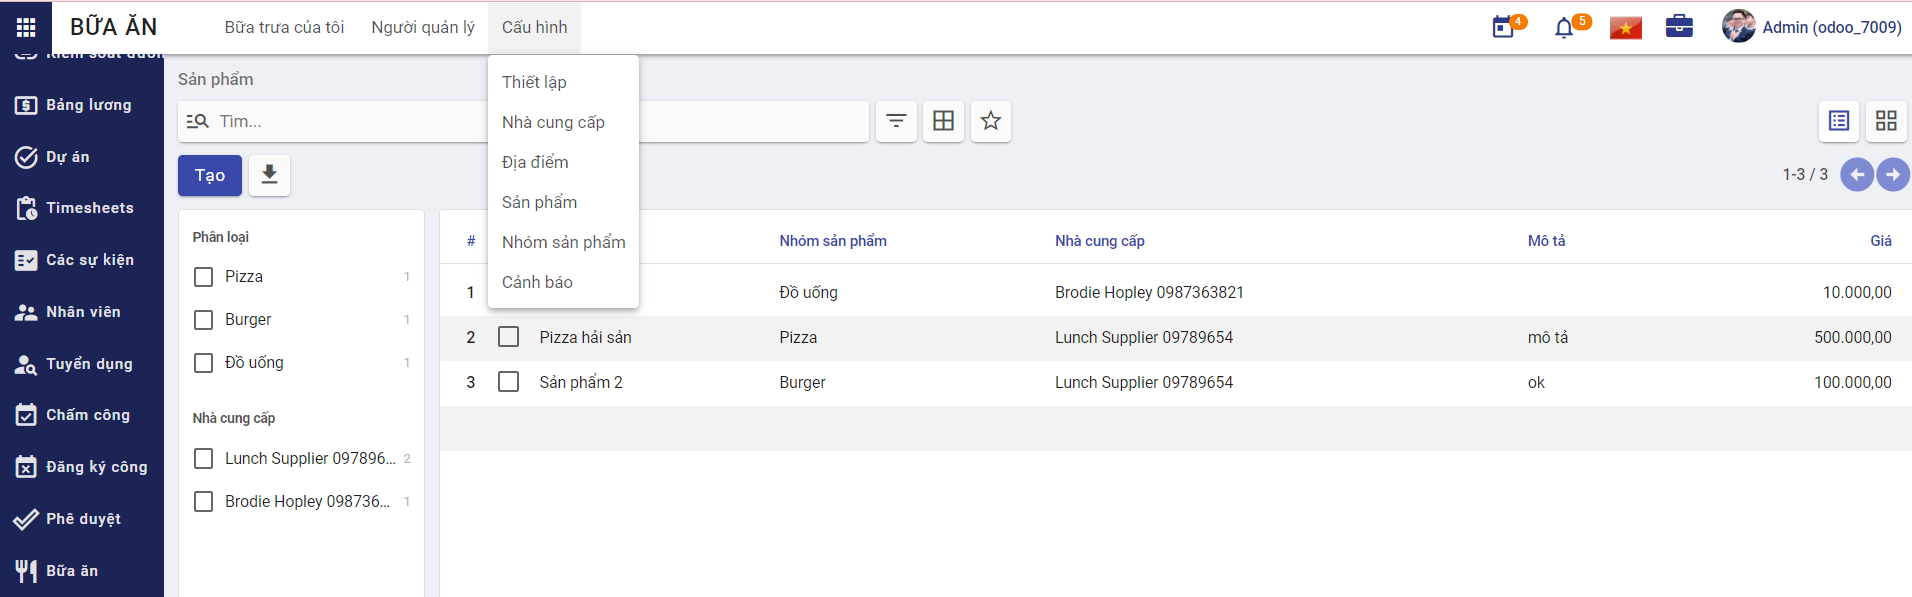 BỮA ĂN
Bữa trưa của tôi
Người quản lý
Cấu hình
4
5
Admin (odoo_7009)
Bảng lương
Dự án
Timesheets
Các sự kiện
Nhân viên
Tuyển dụng
Chấm công
Đăng ký công
Phê duyệt
Bữa ăn
Sản phẩm
Tìm...
Thiết lập
Nhà cung cấp
Địa điểm
Sản phẩm
Nhóm sản phẩm
Cảnh báo
Tạo
1-3 / 3
Phân loại
Pizza 1
Burger 1
Đồ uống 1
Nhà cung cấp
Lunch Supplier 097896... 2
Brodie Hopley 098736... 1
# Nhóm sản phẩm Nhà cung cấp Mô tả Giá
1 Đồ uống Brodie Hopley 0987363821 10.000,00
2 Pizza hải sản Pizza Lunch Supplier 09789654 mô tả 500.000,00
3 Sản phẩm 2 Burger Lunch Supplier 09789654 ok 100.000,00